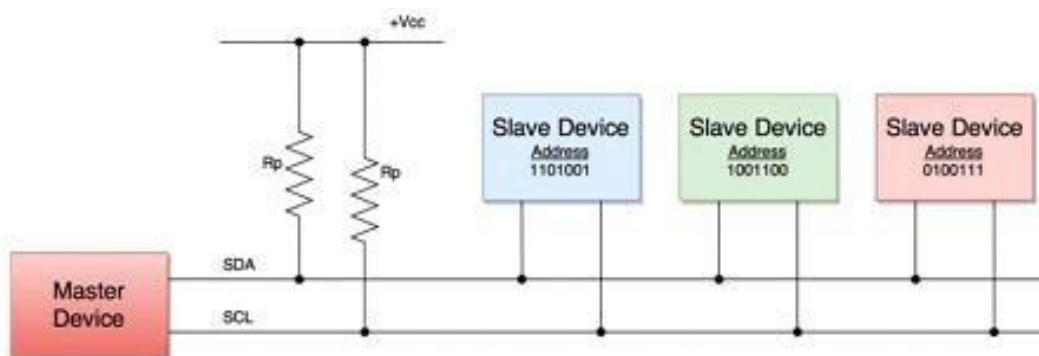 +Vcc
Rp
Rp
Slave Device
Address
1101001
Slave Device
Address
1001100
Slave Device
Address
0100111
SDA
SCL
Master
Device